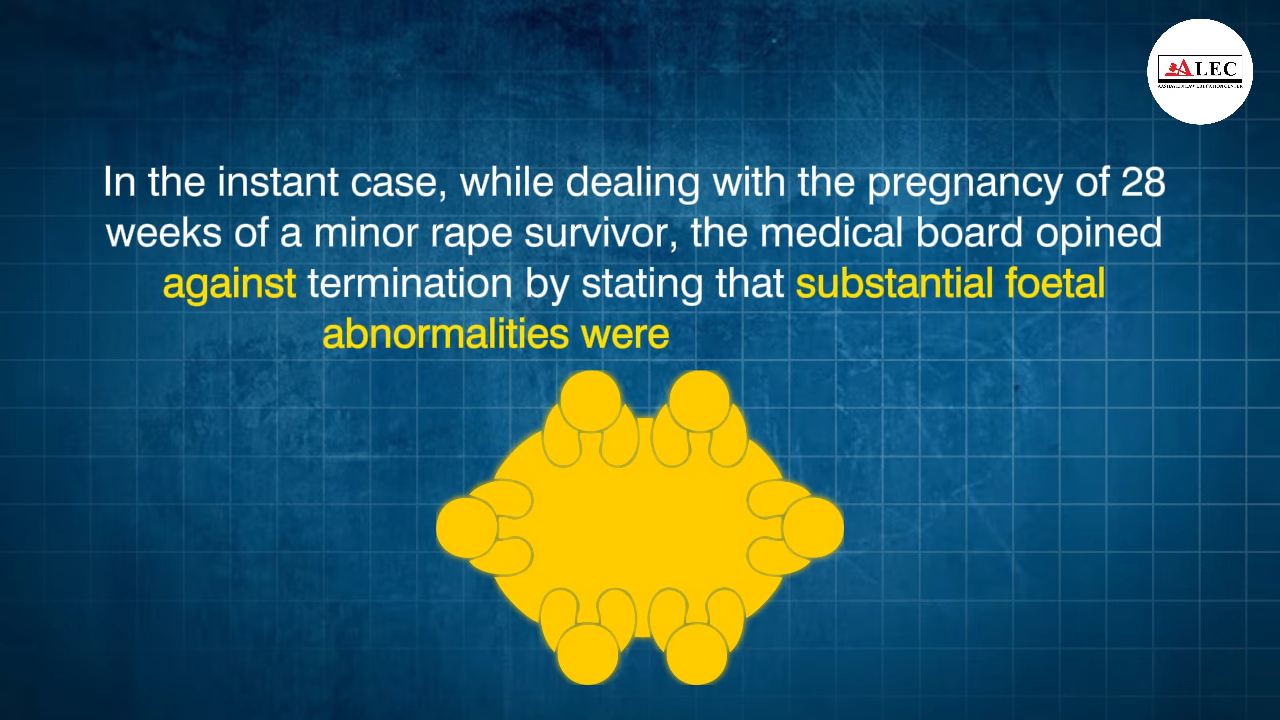 ALEC
In the instant case, while dealing with the pregnancy of 28
weeks of a minor rape survivor, the medical board opined
against termination by stating that substantial foetal
abnormalities were